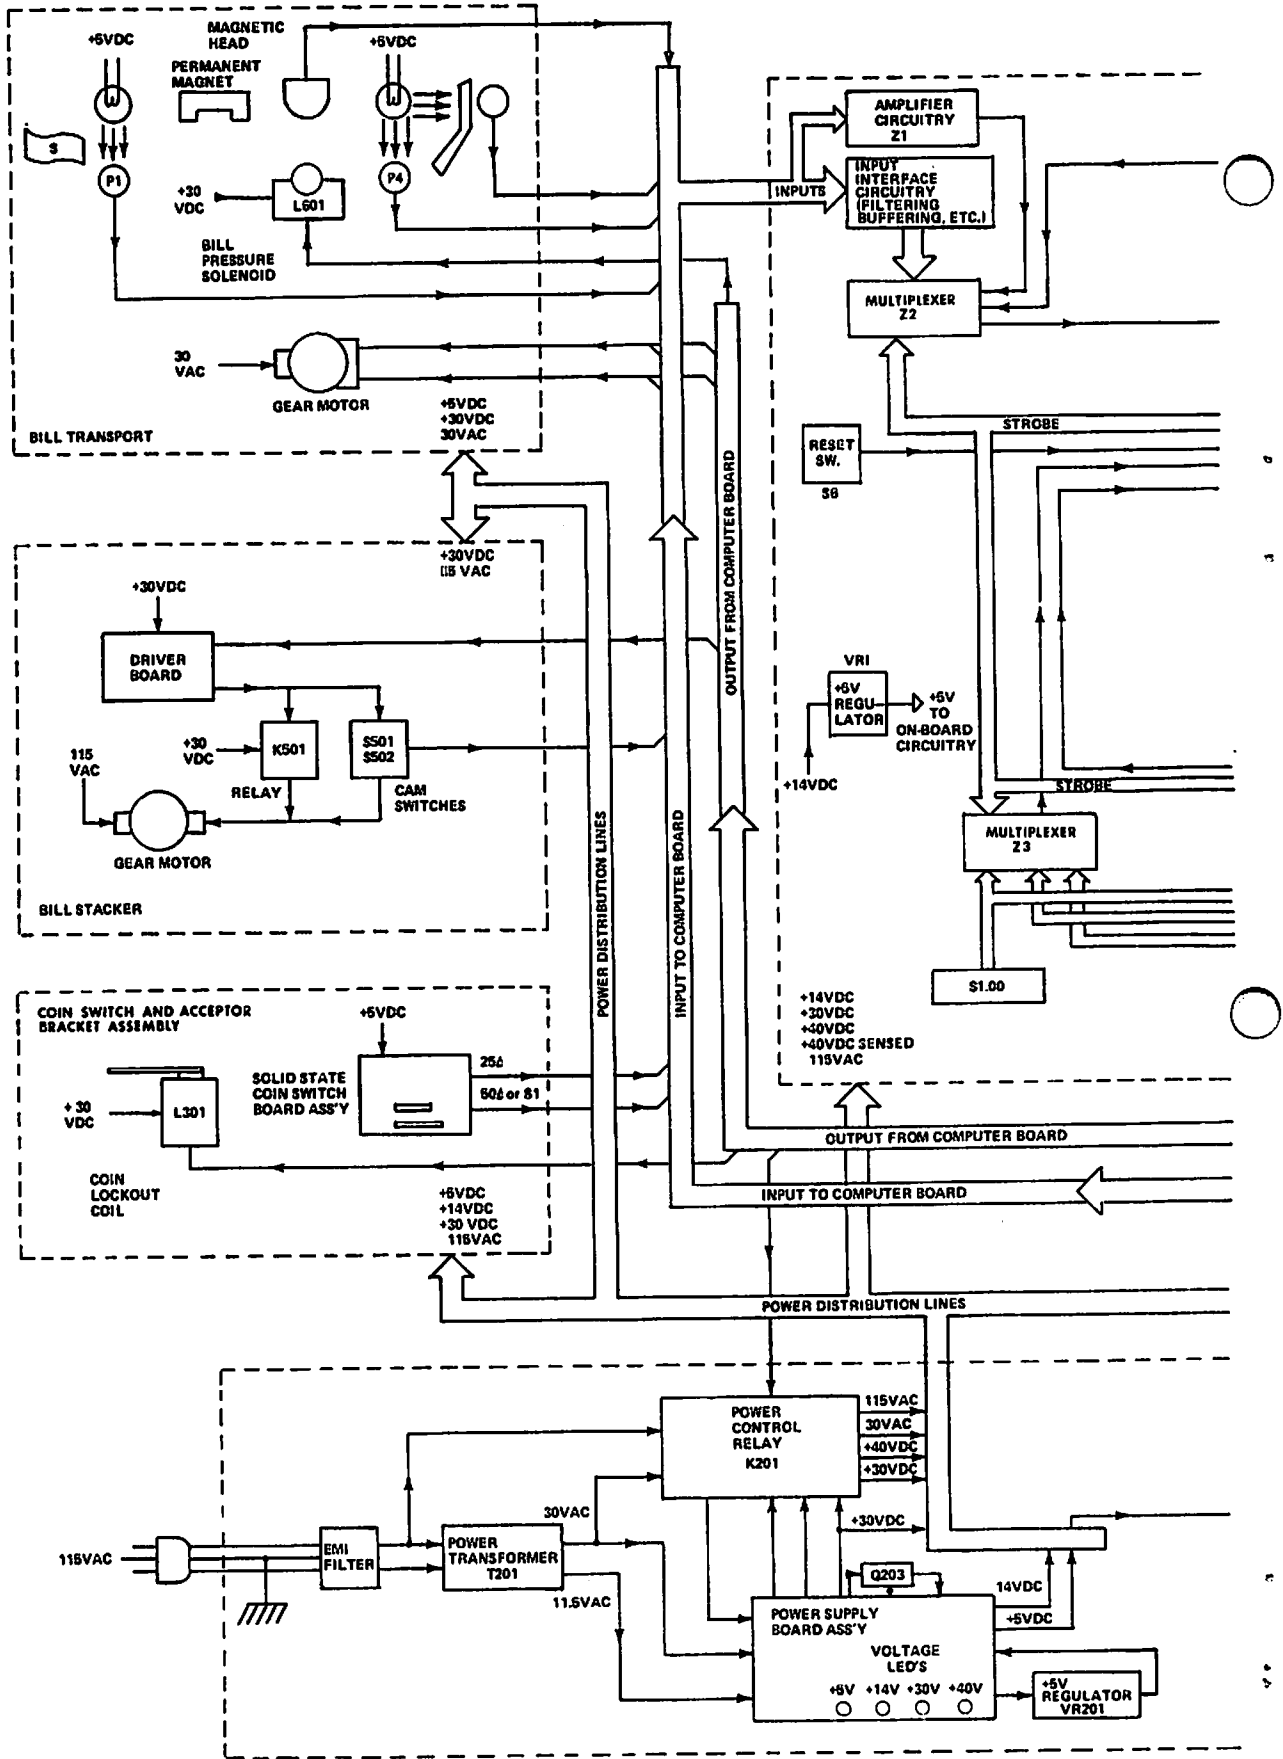 +5VDC
MAGNETIC
HEAD
PERMANENT
MAGNET
+5VDC
S
P1
+30
VDC
L601
P4
BILL
PRESSURE
SOLENOID
30
VAC
GEAR MOTOR
+5VDC
+30VDC
30VAC
BILL TRANSPORT
AMPLIFIER
CIRCUITRY
Z1
INPUTS
INPUT
INTERFACE
CIRCUITRY
(FILTERING
BUFFERING, ETC.)
MULTIPLEXER
Z2
STROBE
RESET
SW.
S6
OUTPUT FROM COMPUTER BOARD
+30VDC
115 VAC
+30VDC
DRIVER
BOARD
+30
VDC
K501
S501
S502
115
VAC
RELAY
CAM
SWITCHES
GEAR MOTOR
BILL STACKER
VR1
+5V
REGU-
LATOR
+5V
TO
ON-BOARD
CIRCUITRY
+14VDC
STROBE
MULTIPLEXER
Z3
$1.00
POWER DISTRIBUTION LINES
INPUT TO COMPUTER BOARD
+14VDC
+30VDC
+40VDC
+40VDC SENSED
115VAC
COIN SWITCH AND ACCEPTOR
BRACKET ASSEMBLY
+5VDC
SOLID STATE
COIN SWITCH
BOARD ASS'Y
25¢
50¢ or $1
+ 30
VDC
L301
COIN
LOCKOUT
COIL
+5VDC
+14VDC
+30 VDC
115VAC
OUTPUT FROM COMPUTER BOARD
INPUT TO COMPUTER BOARD
POWER DISTRIBUTION LINES
POWER
CONTROL
RELAY
K201
115VAC
30VAC
+40VDC
+30VDC
115VAC
EMI
FILTER
POWER
TRANSFORMER
T201
30VAC
11.5VAC
+30VDC
Q203
14VDC
+5VDC
POWER SUPPLY
BOARD ASS'Y
VOLTAGE
LED'S
+5V +14V +30V +40V
+5V
REGULATOR
VR201